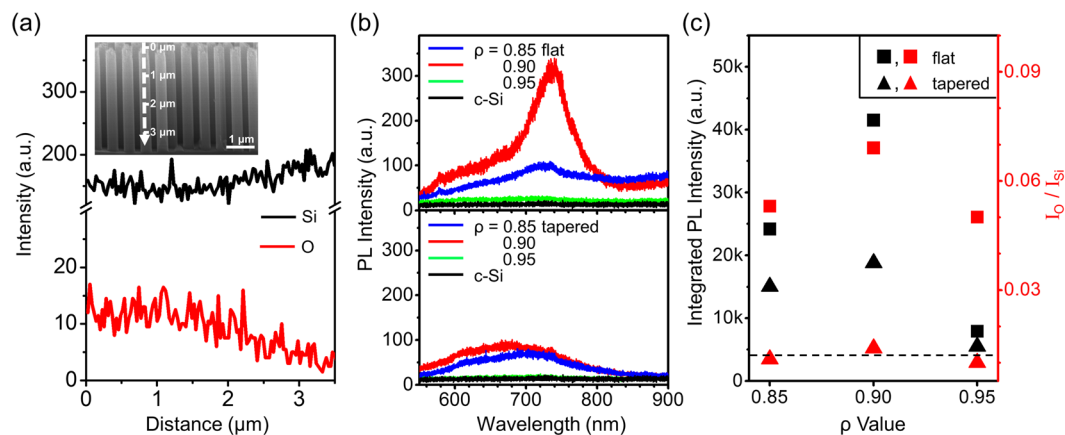 (a)
Intensity (a.u.)
300
200
20
10
0
0 µm
1 µm
2 µm
3 µm
1 µm
Si
O
0
1
2
3
Distance (µm)
(b)
PL Intensity (a.u.)
300
200
100
0
ρ = 0.85 flat
0.90
0.95
c-Si
300
200
100
0
ρ = 0.85 tapered
0.90
0.95
c-Si
600
700
800
900
Wavelength (nm)
(c)
Integrated PL Intensity (a.u.)
50k
40k
30k
20k
10k
0
, flat
, tapered
0.09
0.06
0.03
I_O / I_Si
0.85
0.90
0.95
ρ Value